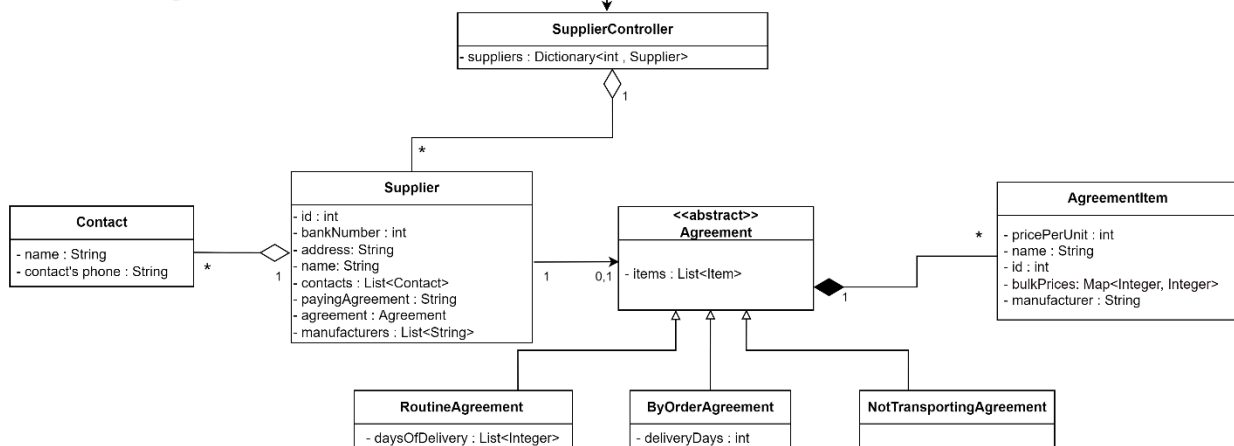 SupplierController
- suppliers : Dictionary<int , Supplier>
1
*
Supplier
- id : int
- bankNumber : int
- address: String
- name: String
- contacts : List<Contact>
- payingAgreement : String
- agreement : Agreement
- manufacturers : List<String>
Contact
- name : String
- contact's phone : String
*
1
1
0,1
<<abstract>>
Agreement
- items : List<Item>
1
*
AgreementItem
- pricePerUnit : int
- name : String
- id : int
- bulkPrices: Map<Integer, Integer>
- manufacturer : String
RoutineAgreement
- daysOfDelivery : List<Integer>
ByOrderAgreement
- deliveryDays : int
NotTransportingAgreement